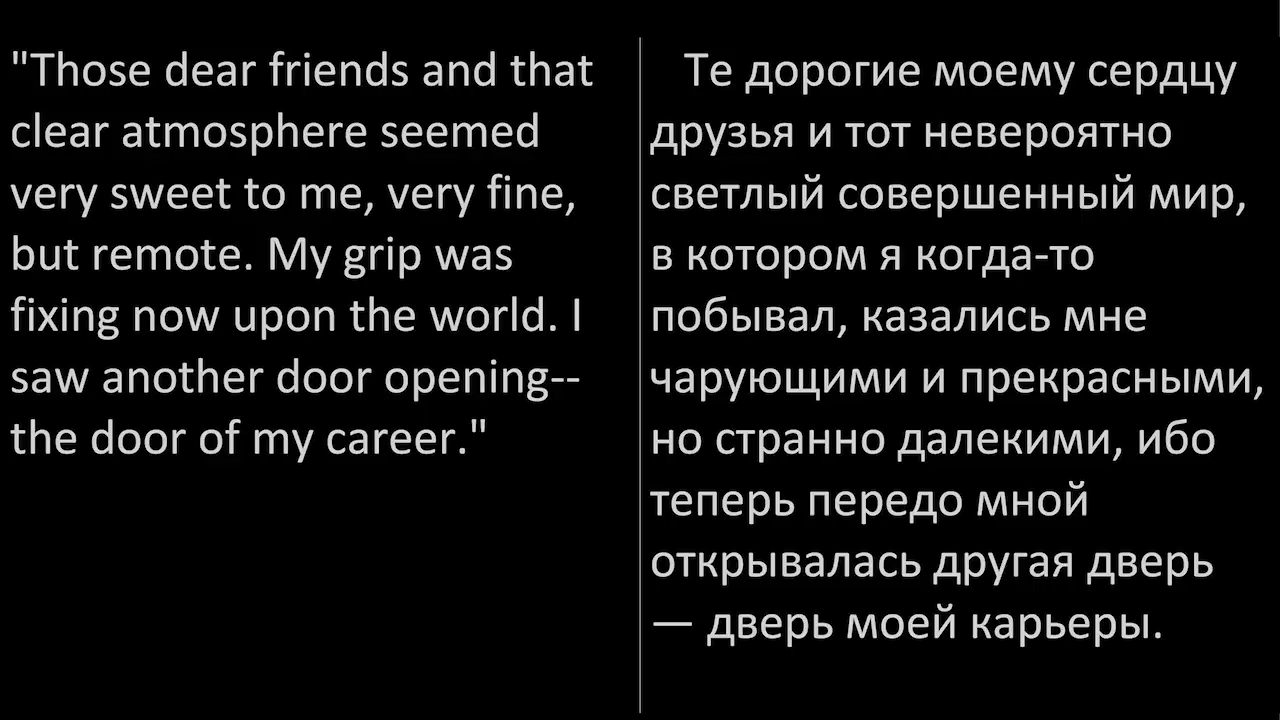 "Those dear friends and that
clear atmosphere seemed
very sweet to me, very fine,
but remote. My grip was
fixing now upon the world. I
saw another door opening--
the door of my career."
Те дорогие моему сердцу
друзья и тот невероятно
светлый совершенный мир,
в котором я когда-то
побывал, казались мне
чарующими и прекрасными,
но странно далекими, ибо
теперь передо мной
открывалась другая дверь
— дверь моей карьеры.